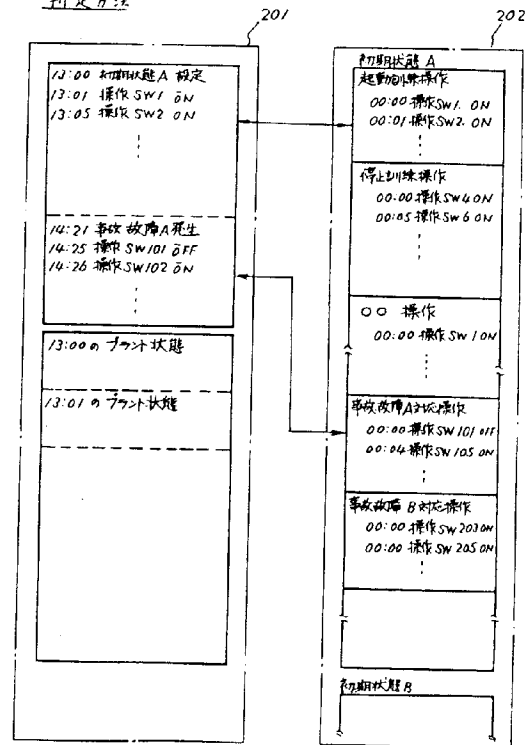 判定方法
201
13:00 初期状態A 設定
13:01 操作SW1 ON
13:05 操作SW2 ON
14:21 事故故障A発生
14:25 操作SW101 OFF
14:26 操作SW102 ON
13:00のプラント状態
13:01のプラント状態
202
初期状態 A
起動訓練操作
00:00 操作SW1. ON
00:01 操作SW2. ON
停止訓練操作
00:00 操作SW4 ON
00:05 操作SW6 ON
○○ 操作
00:00 操作SW1 ON
事故故障A対応操作
00:00 操作SW101 OFF
00:04 操作SW105 ON
事故故障B対応操作
00:00 操作SW203 ON
00:00 操作SW205 ON
初期状態B